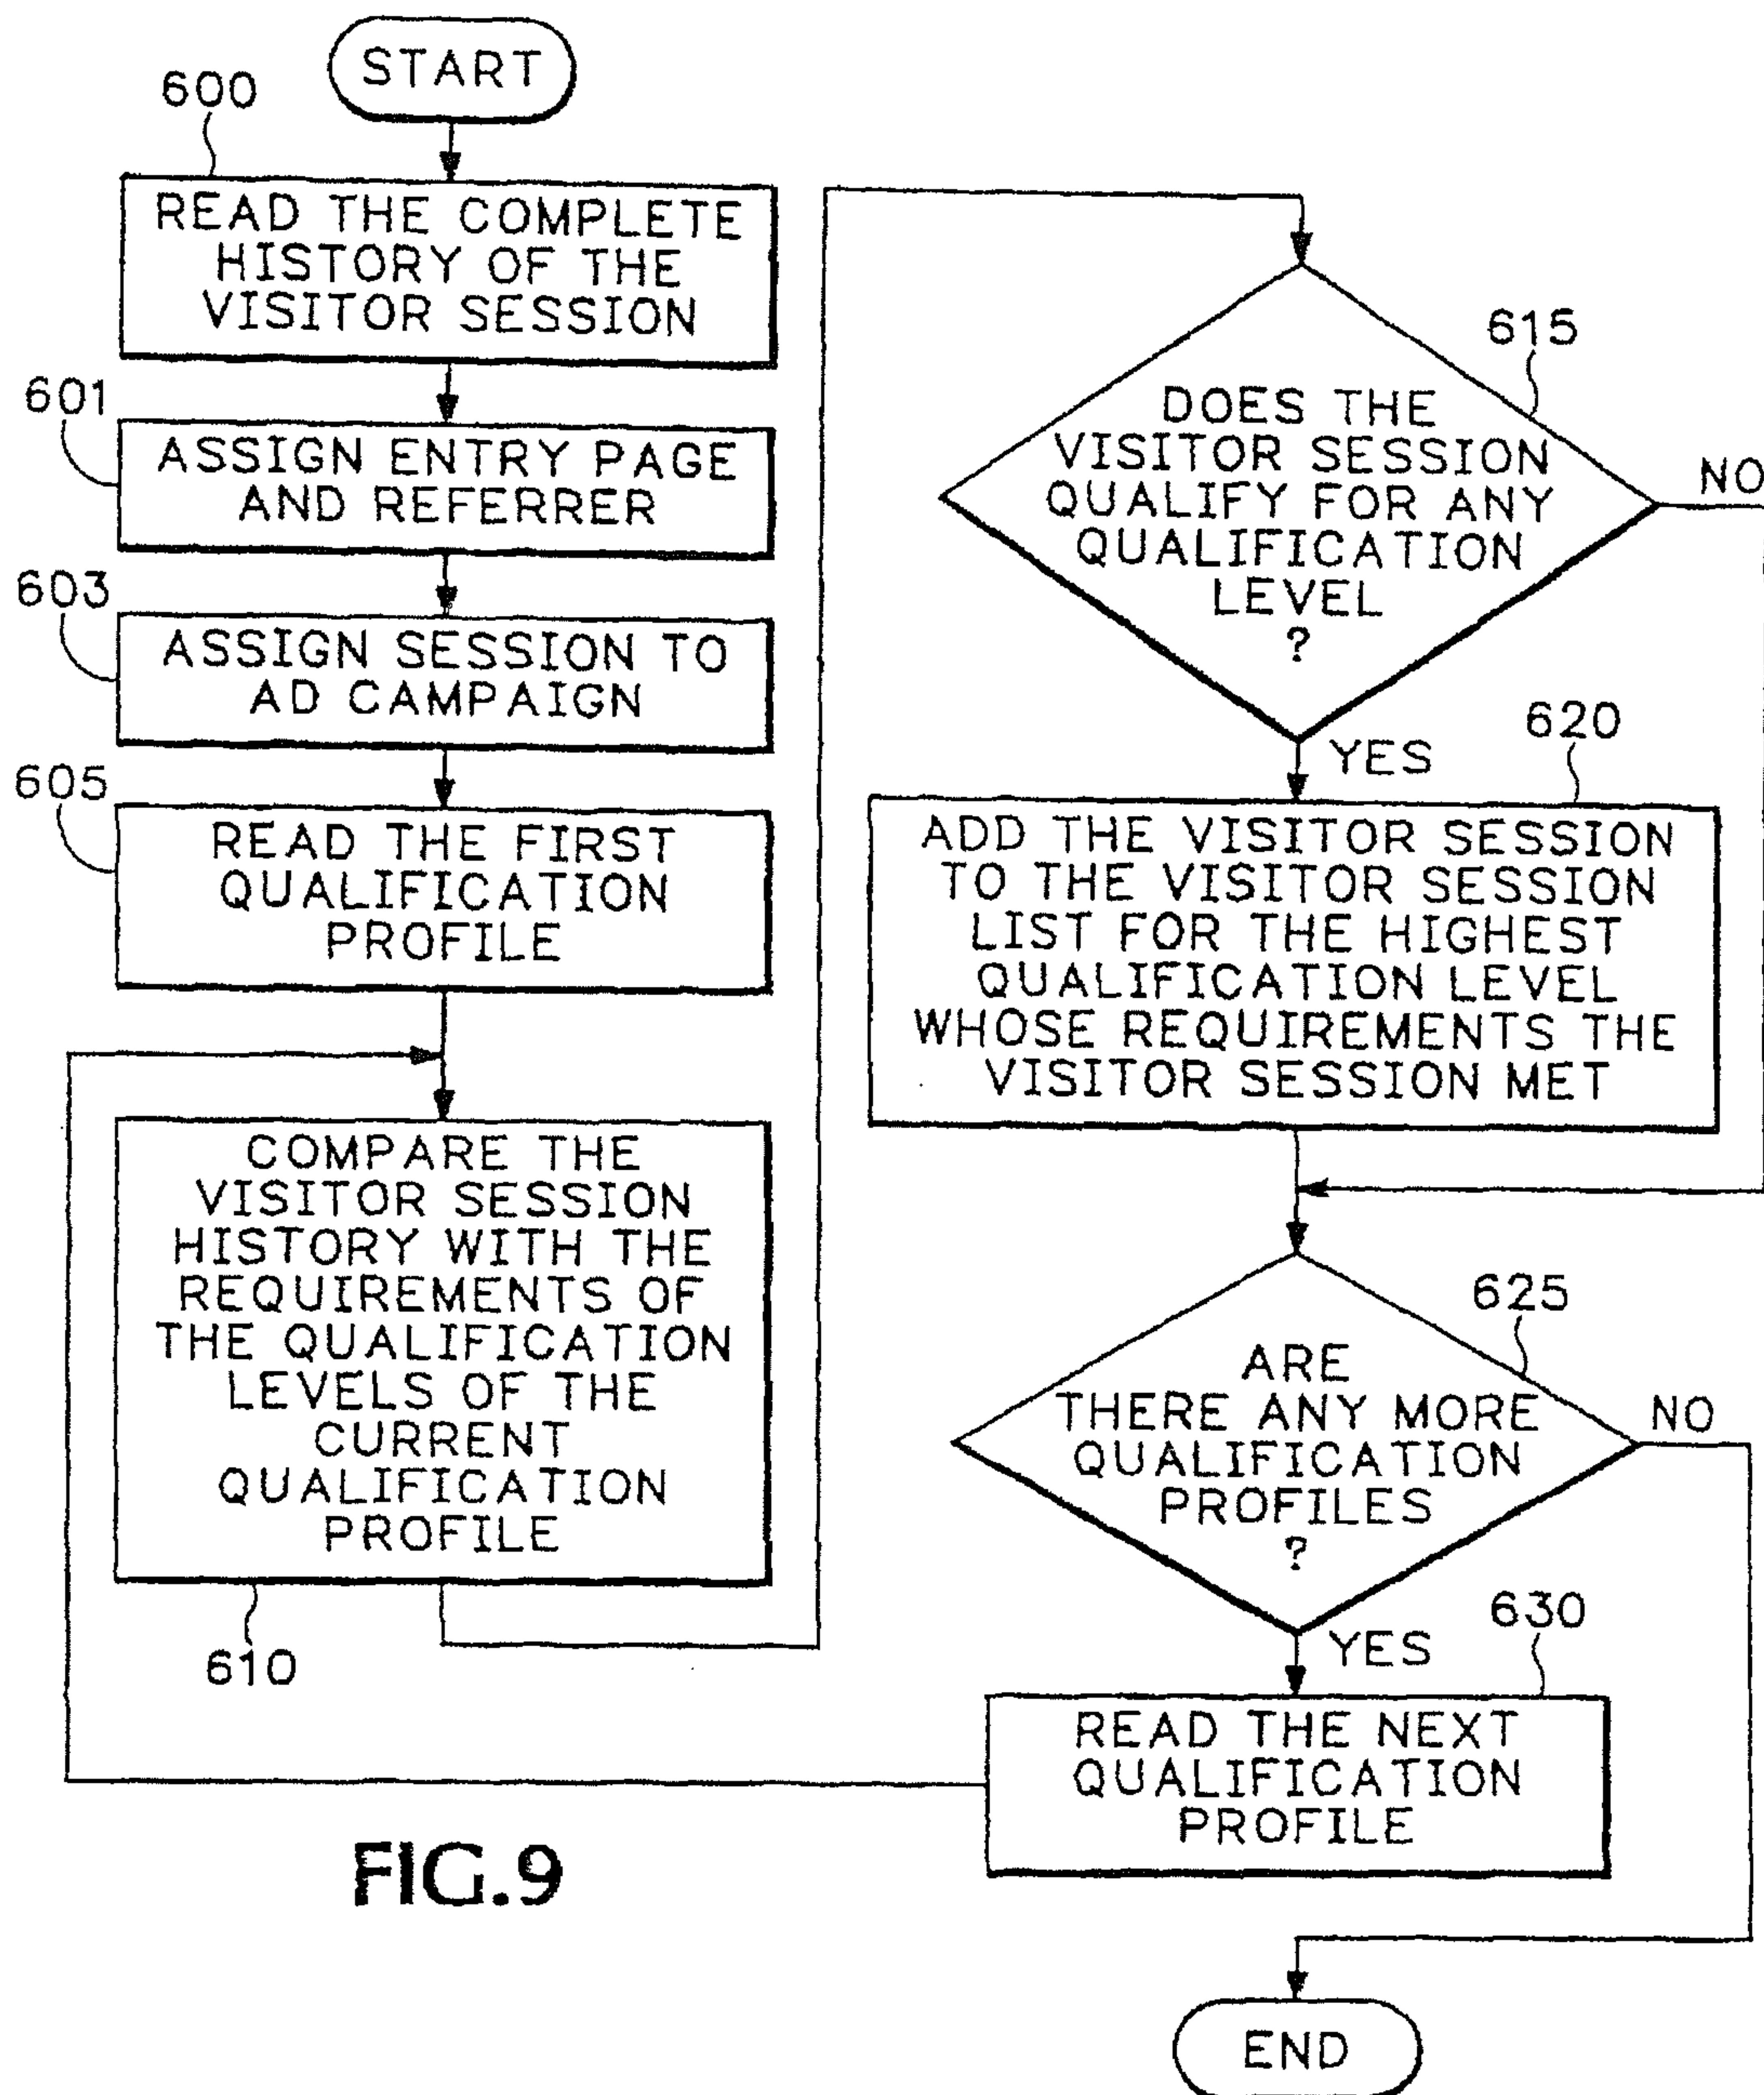 START
600
READ THE COMPLETE
HISTORY OF THE
VISITOR SESSION
601
ASSIGN ENTRY PAGE
AND REFERRER
603
ASSIGN SESSION TO
AD CAMPAIGN
605
READ THE FIRST
QUALIFICATION
PROFILE
COMPARE THE
VISITOR SESSION
HISTORY WITH THE
REQUIREMENTS OF
THE QUALIFICATION
LEVELS OF THE
CURRENT
QUALIFICATION
PROFILE
610
615
DOES THE
VISITOR SESSION
QUALIFY FOR ANY
QUALIFICATION
LEVEL
?
NO
YES
620
ADD THE VISITOR SESSION
TO THE VISITOR SESSION
LIST FOR THE HIGHEST
QUALIFICATION LEVEL
WHOSE REQUIREMENTS THE
VISITOR SESSION MET
625
ARE
THERE ANY MORE
QUALIFICATION
PROFILES
?
NO
YES
630
READ THE NEXT
QUALIFICATION
PROFILE
END
FIG.9